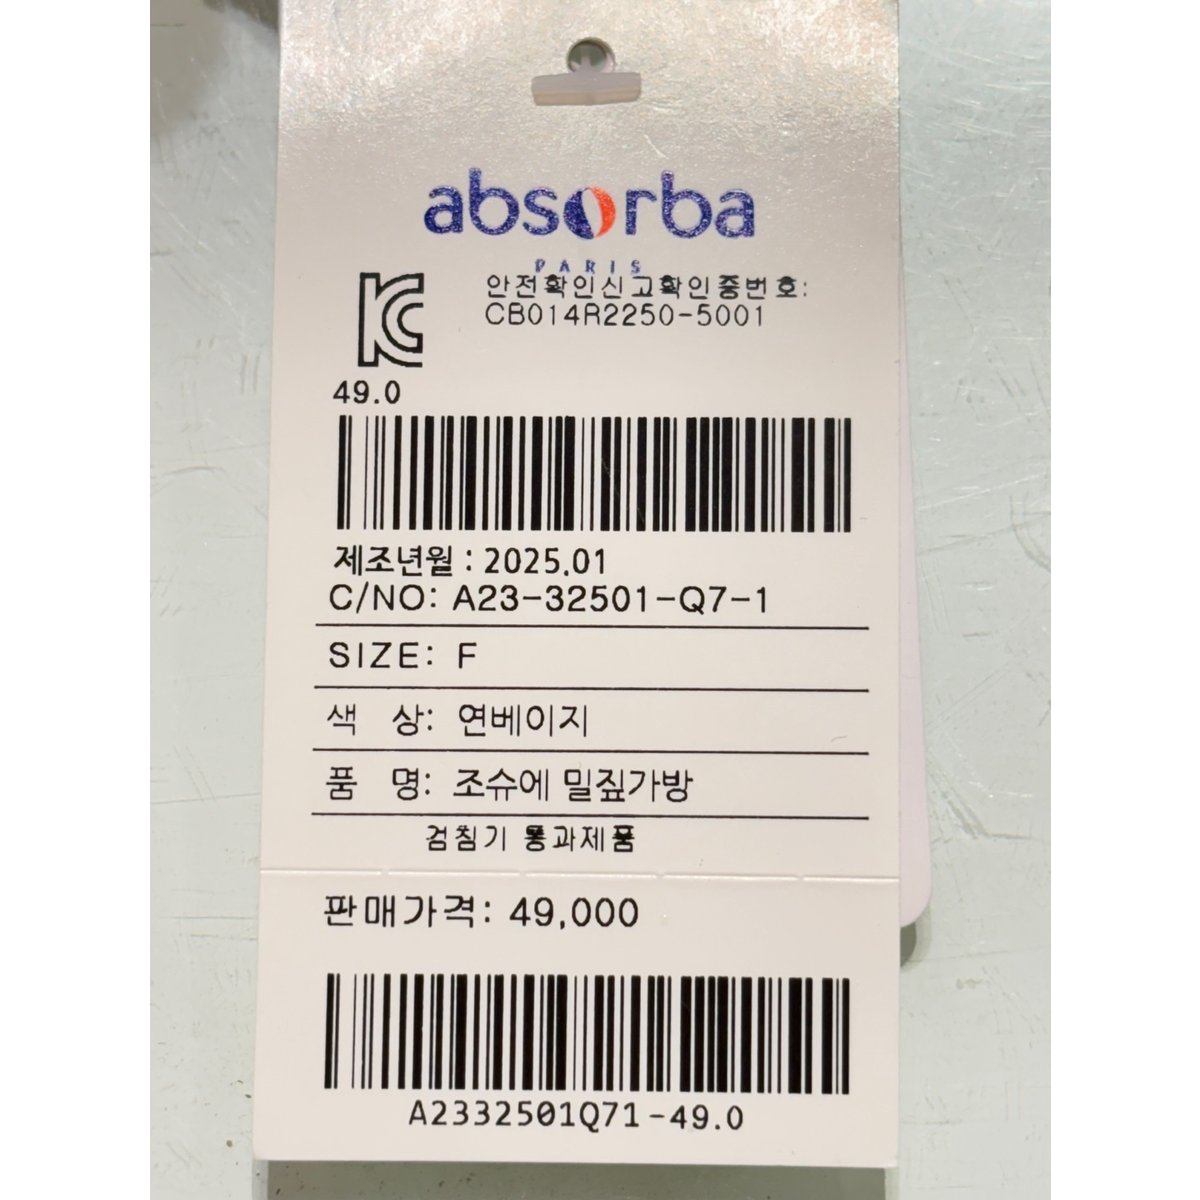 absorba
PARIS
안전확인신고확인증번호:
CB014R2250-5001
49.0
제조년월 : 2025.01
C/NO: A23-32501-Q7-1
SIZE: F
색 상: 연베이지
품 명: 조슈에 밀짚가방
검침기 통과제품
판매가격: 49,000
A2332501Q71-49.0